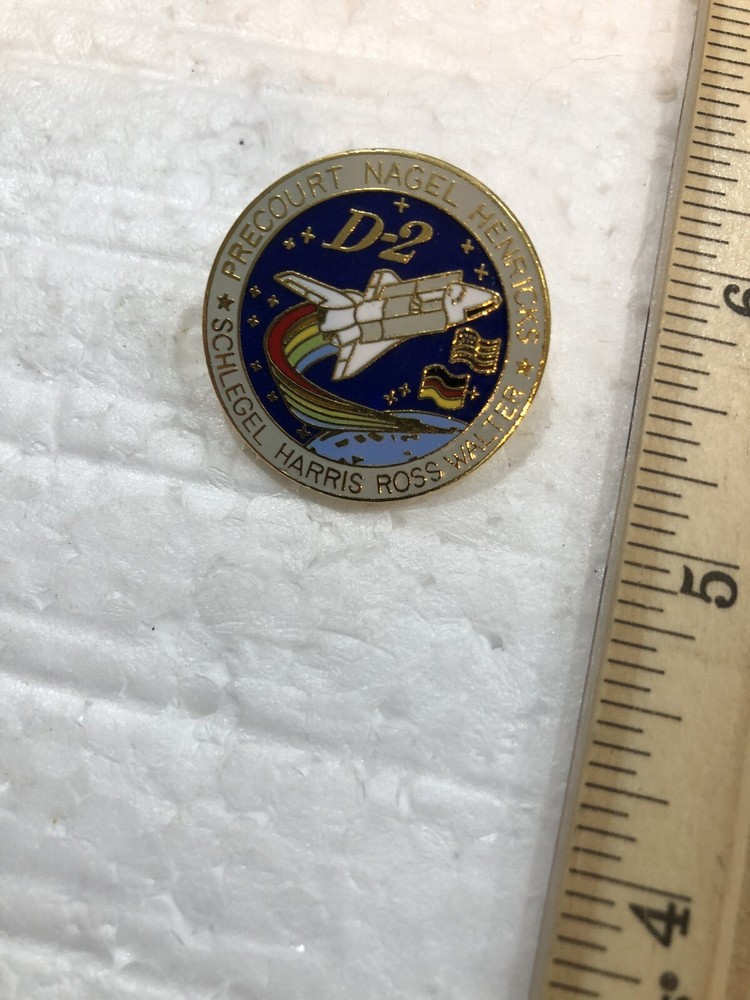 PRECOURT NAGEL HENRICKS
D-2
SCHLEGEL HARRIS ROSS WALTER
6
5
4